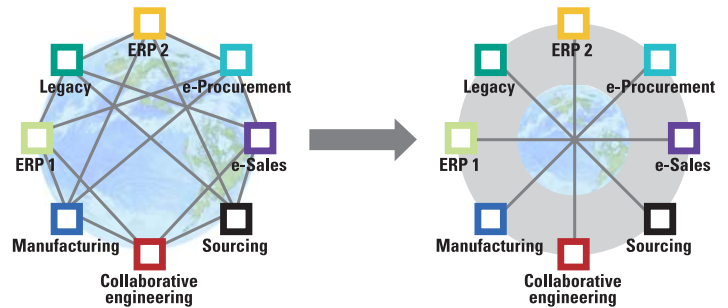 ERP 2
Legacy
e-Procurement
ERP 1
e-Sales
Manufacturing
Sourcing
Collaborative
engineering
ERP 2
Legacy
e-Procurement
ERP 1
e-Sales
Manufacturing
Sourcing
Collaborative
engineering